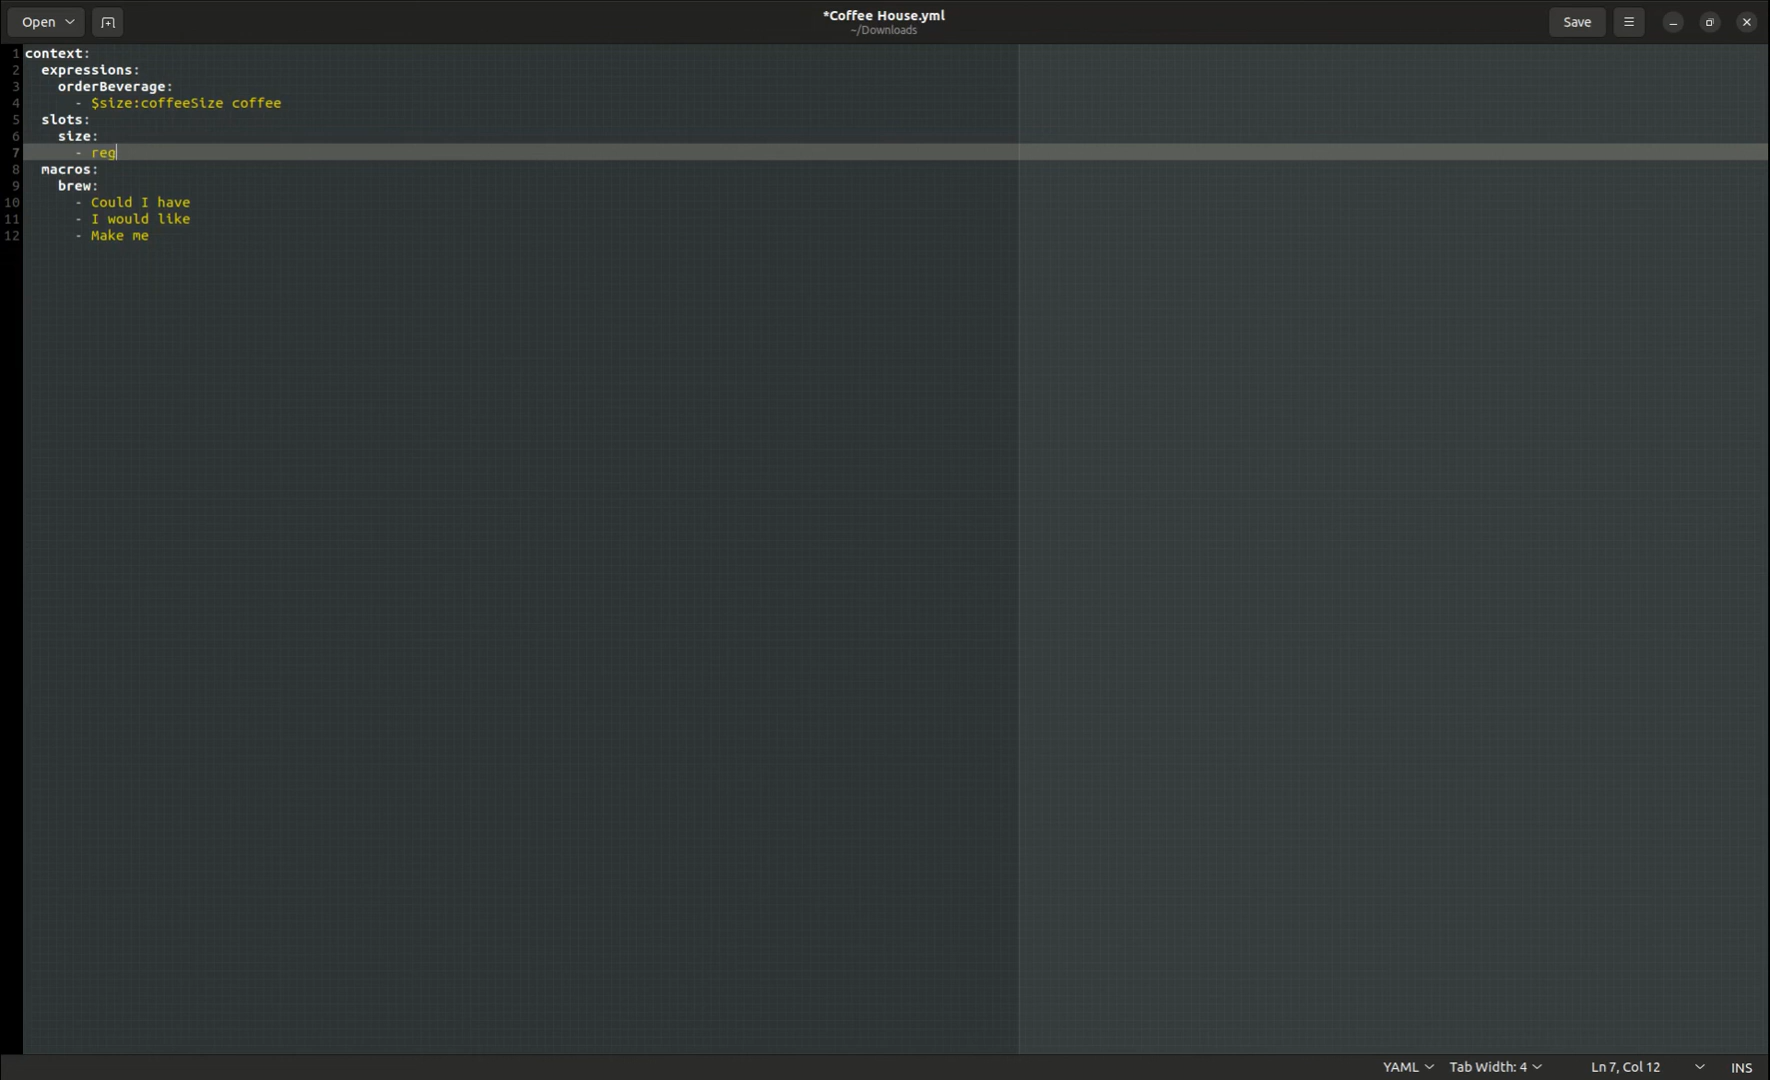 Open
*Coffee House.yml
~/Downloads
Save
1 context:
2 expressions:
3 orderBeverage:
4 - $size:coffeeSize coffee
5 slots:
6 size:
7 - reg
8 macros:
9 brew:
10 - Could I have
11 - I would like
12 - Make me
YAML Tab Width: 4 Ln 7, Col 12 INS